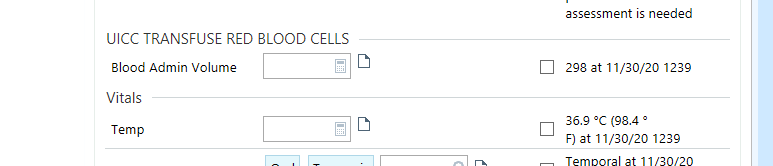 assessment is needed
UICC TRANSFUSE RED BLOOD CELLS
Blood Admin Volume 298 at 11/30/20 1239
Vitals
Temp 36.9 °C (98.4 °
F) at 11/30/20 1239
Temporal at 11/30/20